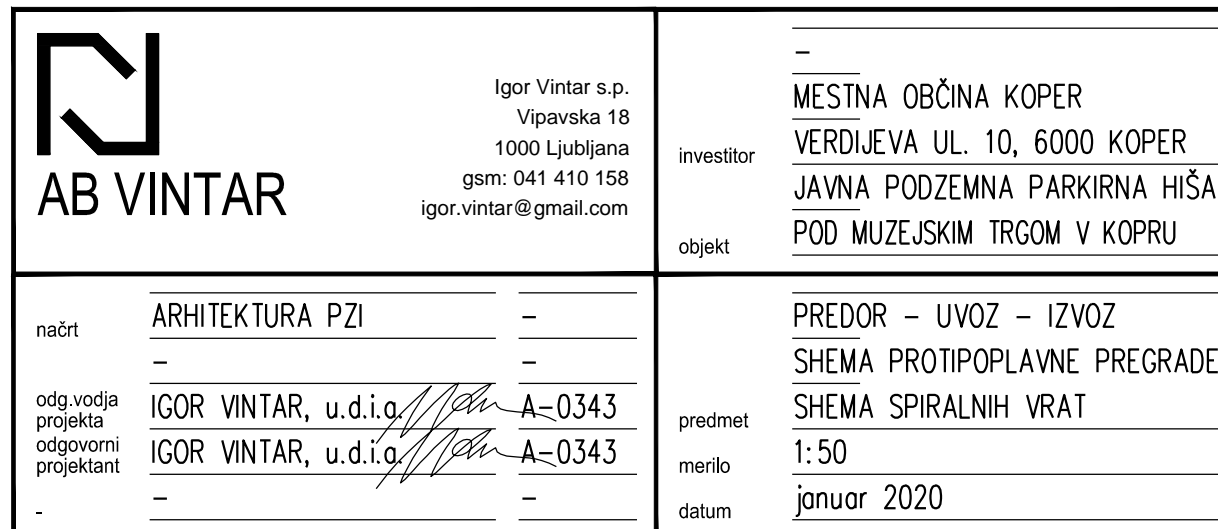 AB VINTAR
Igor Vintar s.p.
Vipavska 18
1000 Ljubljana
gsm: 041 410 158
igor.vintar@gmail.com
–
MESTNA OBČINA KOPER
investitor VERDIJEVA UL. 10, 6000 KOPER
JAVNA PODZEMNA PARKIRNA HIŠA
objekt POD MUZEJSKIM TRGOM V KOPRU
načrt ARHITEKTURA PZI –
– –
odg.vodja
projekta IGOR VINTAR, u.d.i.a. A–0343
odgovorni
projektant IGOR VINTAR, u.d.i.a. A–0343
- – –
PREDOR – UVOZ – IZVOZ
SHEMA PROTIPOPLAVNE PREGRADE
predmet SHEMA SPIRALNIH VRAT
merilo 1:50
datum januar 2020